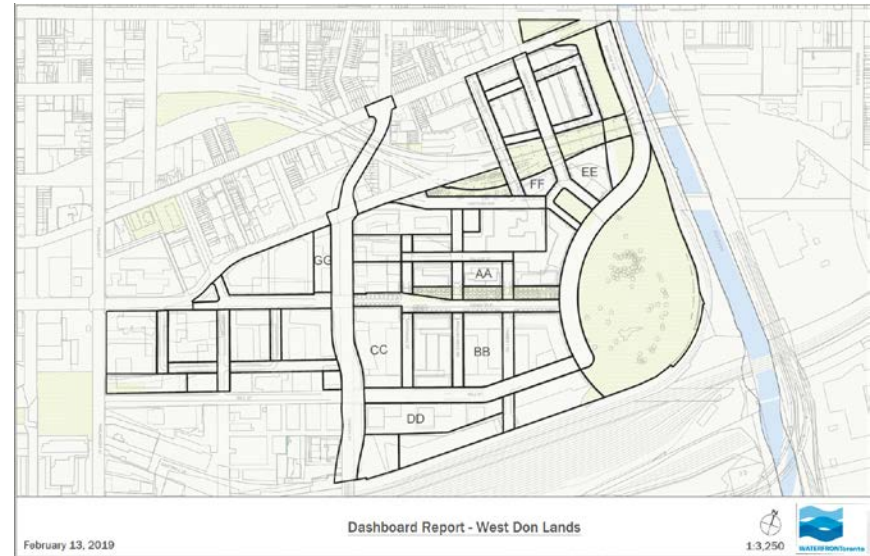 FF
EE
GG
AA
CC
BB
DD
Dashboard Report - West Don Lands
February 13, 2019
1:3,250
WATERFRONToronto